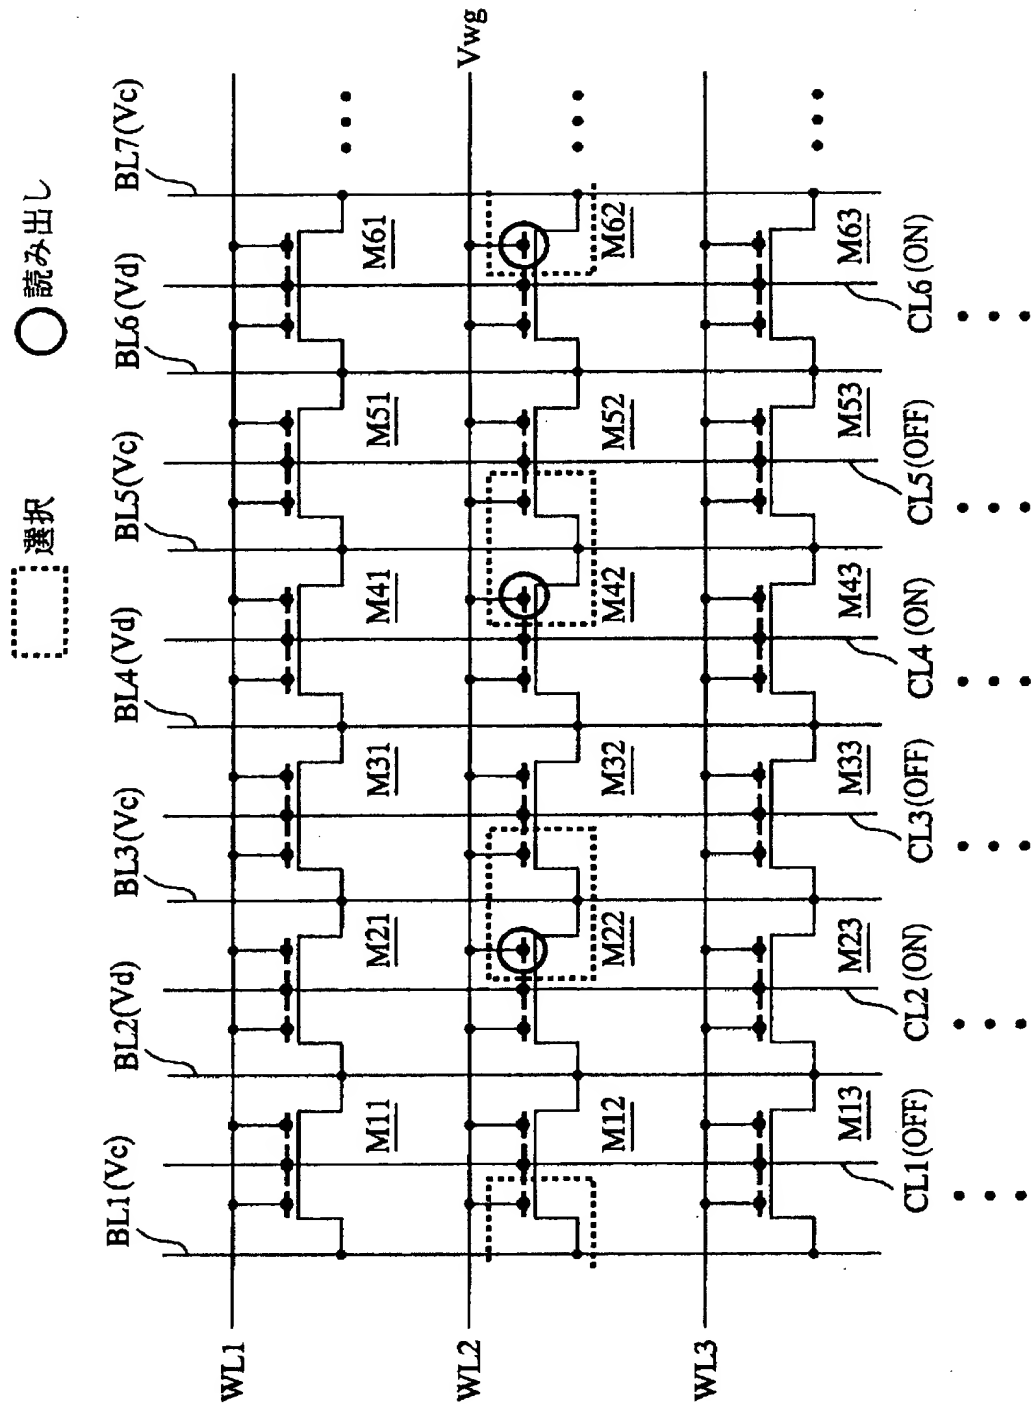 選択
読み出し
BL1(Vc)
BL2(Vd)
BL3(Vc)
BL4(Vd)
BL5(Vc)
BL6(Vd)
BL7(Vc)
WL1
M11
M21
M31
M41
M51
M61
WL2
Vwg
M12
M22
M32
M42
M52
M62
WL3
M13
M23
M33
M43
M53
M63
CL1(OFF)
CL2(ON)
CL3(OFF)
CL4(ON)
CL5(OFF)
CL6(ON)